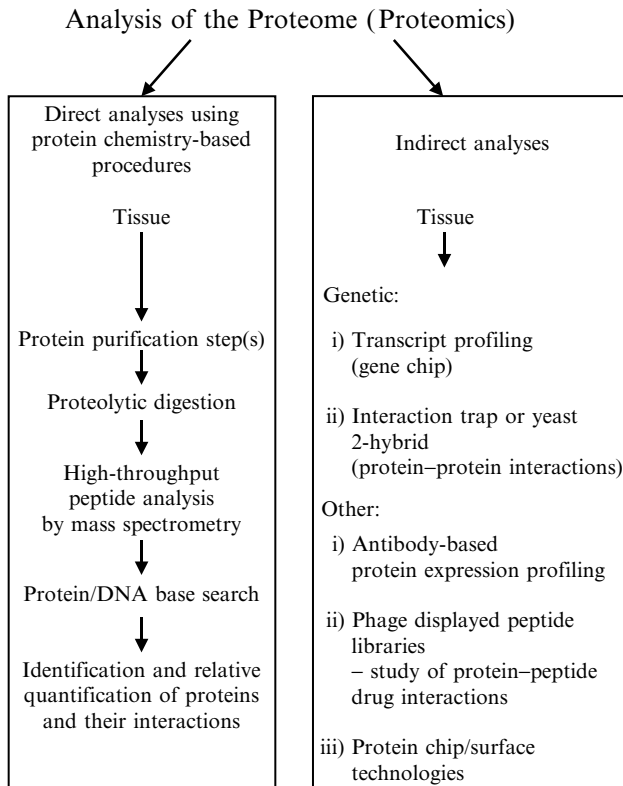 Analysis of the Proteome (Proteomics)
Direct analyses using
protein chemistry-based
procedures
Tissue
Protein purification step(s)
Proteolytic digestion
High-throughput
peptide analysis
by mass spectrometry
Protein/DNA base search
Identification and relative
quantification of proteins
and their interactions
Indirect analyses
Tissue
Genetic:
i) Transcript profiling
(gene chip)
ii) Interaction trap or yeast
2-hybrid
(protein–protein interactions)
Other:
i) Antibody-based
protein expression profiling
ii) Phage displayed peptide
libraries
– study of protein–peptide
drug interactions
iii) Protein chip/surface
technologies